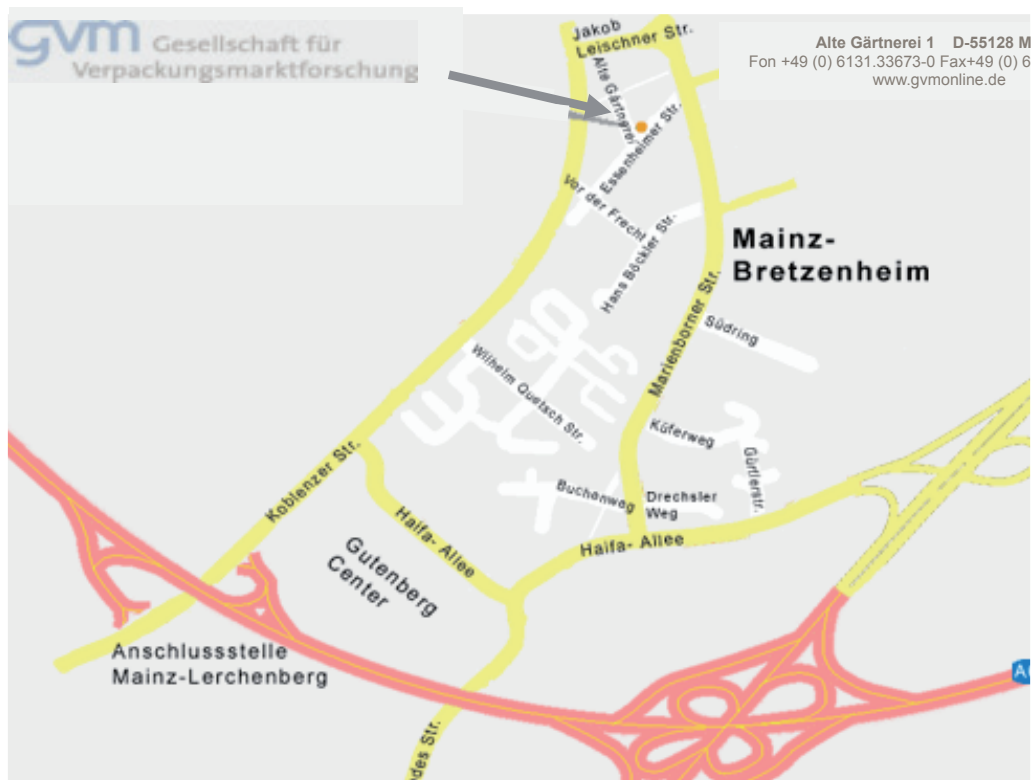 gvm Gesellschaft für
Verpackungsmarktforschung
Alte Gärtnerei 1 D-55128 M
Fon +49 (0) 6131.33673-0 Fax+49 (0) 6
www.gvmonline.de
Jakob
Leischner Str.
Alte Gärtnerei
Essenheimer Str.
Vor der Frecht
Hans Böckler Str.
Mainz-
Bretzenheim
Marienborner Str.
Südring
Wilhelm Quetsch Str.
Küferweg
Gürtlerstr.
Koblenzer Str.
Buchenweg
Drechsler
Weg
Haifa- Allee
Haifa- Allee
Gutenberg
Center
Anschlussstelle
Mainz-Lerchenberg
des Str.